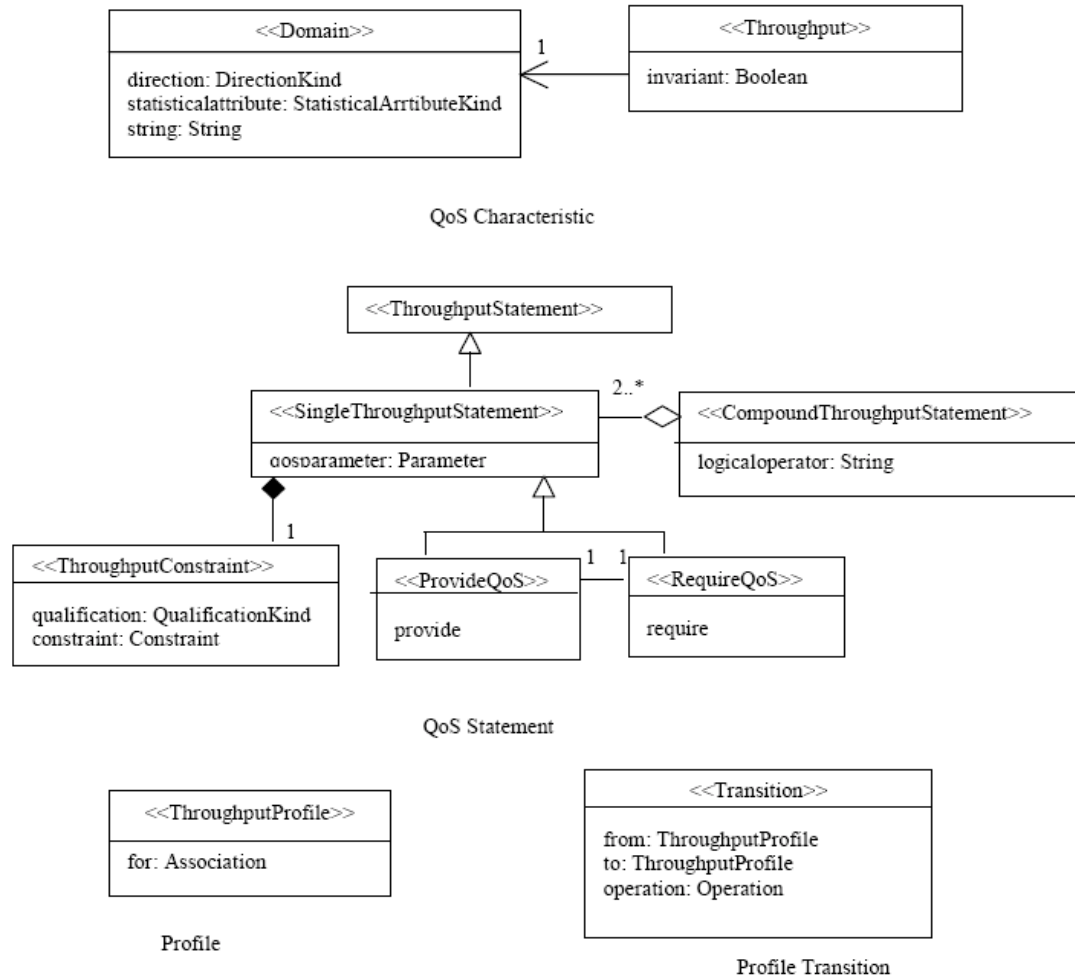 <<Domain>>
direction: DirectionKind
statisticalattribute: StatisticalArrtibuteKind
string: String
1
<<Throughput>>
invariant: Boolean
QoS Characteristic
<<ThroughputStatement>>
<<SingleThroughputStatement>>
qosparameter: Parameter
2..*
<<CompoundThroughputStatement>>
logicaloperator: String
1
<<ThroughputConstraint>>
qualification: QualificationKind
constraint: Constraint
<<ProvideQoS>>
provide
1
1
<<RequireQoS>>
require
QoS Statement
<<ThroughputProfile>>
for: Association
Profile
<<Transition>>
from: ThroughputProfile
to: ThroughputProfile
operation: Operation
Profile Transition